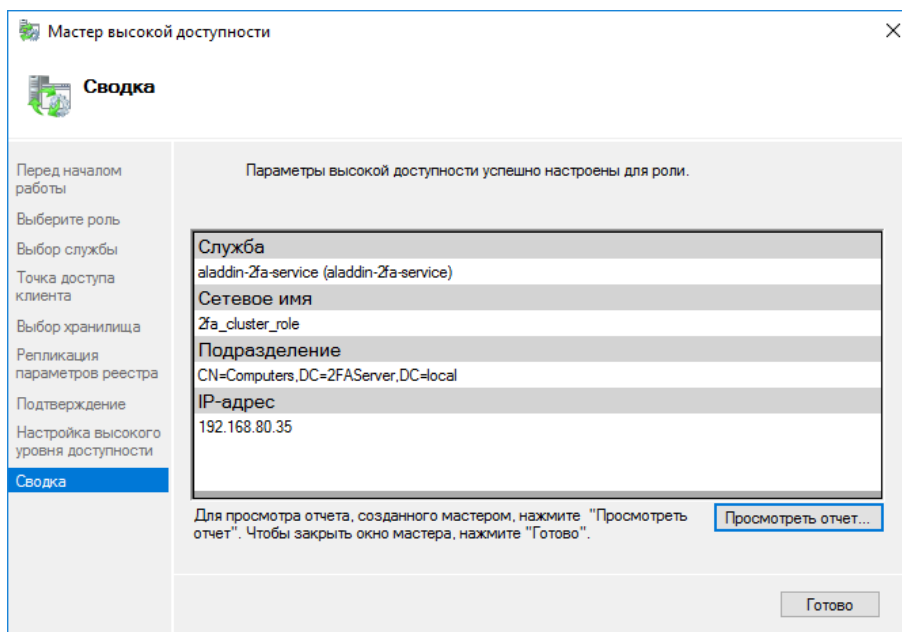 Мастер высокой доступности
Сводка
Перед началом
работы
Выберите роль
Выбор службы
Точка доступа
клиента
Выбор хранилища
Репликация
параметров реестра
Подтверждение
Настройка высокого
уровня доступности
Сводка
Параметры высокой доступности успешно настроены для роли.
Служба
aladdin-2fa-service (aladdin-2fa-service)
Сетевое имя
2fa_cluster_role
Подразделение
CN=Computers,DC=2FAServer,DC=local
IP-адрес
192.168.80.35
Для просмотра отчета, созданного мастером, нажмите "Просмотреть
отчет". Чтобы закрыть окно мастера, нажмите "Готово".
Просмотреть отчет...
Готово